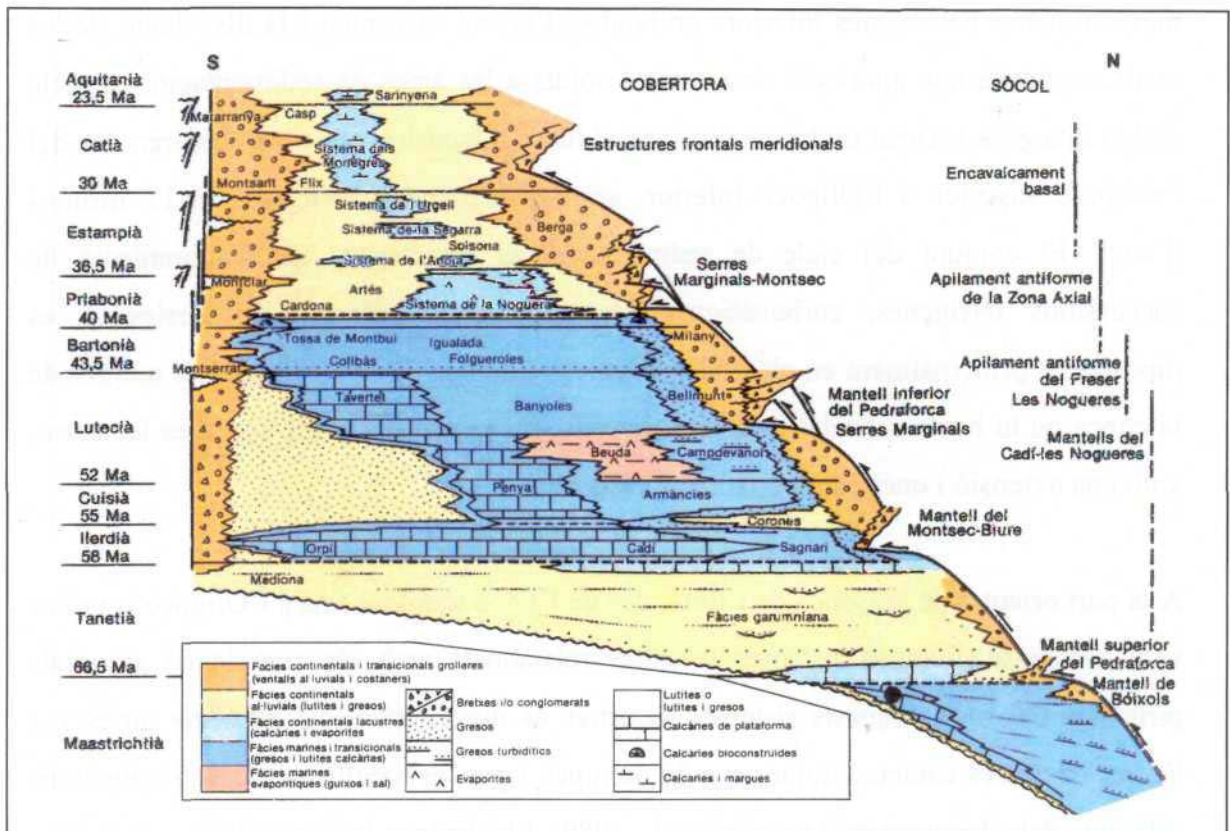 S
N
COBERTORA
SÒCOL
Aquitanià
23,5 Ma
Catià
30 Ma
Estampià
36,5 Ma
Priabonià
40 Ma
Bartonià
43,5 Ma
Lutecià
52 Ma
Cuisià
55 Ma
Ilerdià
58 Ma
Tanetià
66,5 Ma
Maastrichtià
Matarranya
Casp
Sarinyena
Sistema dels
Monegres
Montsant
Flix
Sistema de l'Urgell
Sistema de la Segarra
Solsona
Sistema de l'Anoia
Montclar
Artés
Cardona
Sistema de la Noguera
Berga
Tossa de Montbui
Igualada
Collbàs
Folgueroles
Milany
Montserrat
Tavertet
Banyoles
Bellmunt
Beuda
Campdevànol
Penya
Armàncies
Corones
Orpí
Cadí
Sagnari
Mediona
Fàcies garumniana
Estructures frontals meridionals
Serres
Marginals-Montsec
Mantell inferior
del Pedraforca
Serres Marginals
Mantell del
Montsec-Biure
Mantell superior
del Pedraforca
Mantell de
Bóixols
Encavalcament
basal
Apilament antiforme
de la Zona Axial
Apilament antiforme
del Freser
Les Nogueres
Mantells del
Cadí-les Nogueres
Fàcies continentals i transicionals grolleres
(ventalls al·luvials i costaners)
Fàcies continentals
al·luvials (lutites i gresos)
Fàcies continentals lacustres
(calcàries i evaporites
Fàcies marines i transicionals
(gresos i lutites calcàries)
Fàcies marines
evaporítiques (guixos i sal)
Bretxes i/o conglomerats
Gresos
Gresos turbidítics
Evaporites
Lutites o
lutites i gresos
Calcàries de plataforma
Calcàries bioconstruïdes
Calcàries i margues